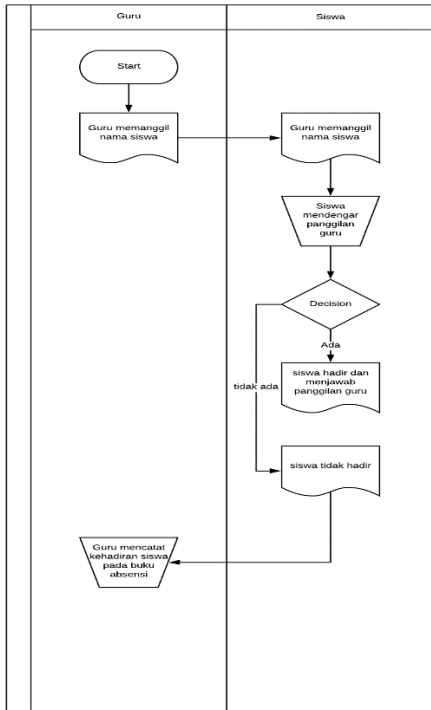 Guru
Siswa
Start
Guru memanggil
nama siswa
Guru memanggil
nama siswa
Siswa
mendengar
panggilan
guru
Decision
Ada
tidak ada
siswa hadir dan
menjawab
panggilan guru
siswa tidak hadir
Guru mencatat
kehadiran siswa
pada buku
absensi